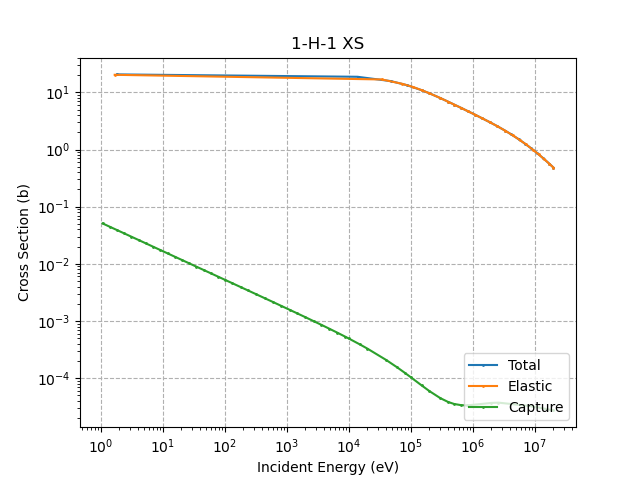 1-H-1 XS
Cross Section (b)
10¹
10⁰
10⁻¹
10⁻²
10⁻³
10⁻⁴
Total
Elastic
Capture
10⁰ 10¹ 10² 10³ 10⁴ 10⁵ 10⁶ 10⁷
Incident Energy (eV)